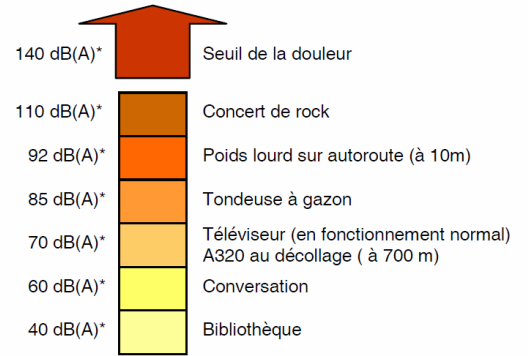 140 dB(A)* Seuil de la douleur
110 dB(A)* Concert de rock
92 dB(A)* Poids lourd sur autoroute (à 10m)
85 dB(A)* Tondeuse à gazon
70 dB(A)* Téléviseur (en fonctionnement normal)
A320 au décollage ( à 700 m)
60 dB(A)* Conversation
40 dB(A)* Bibliothèque